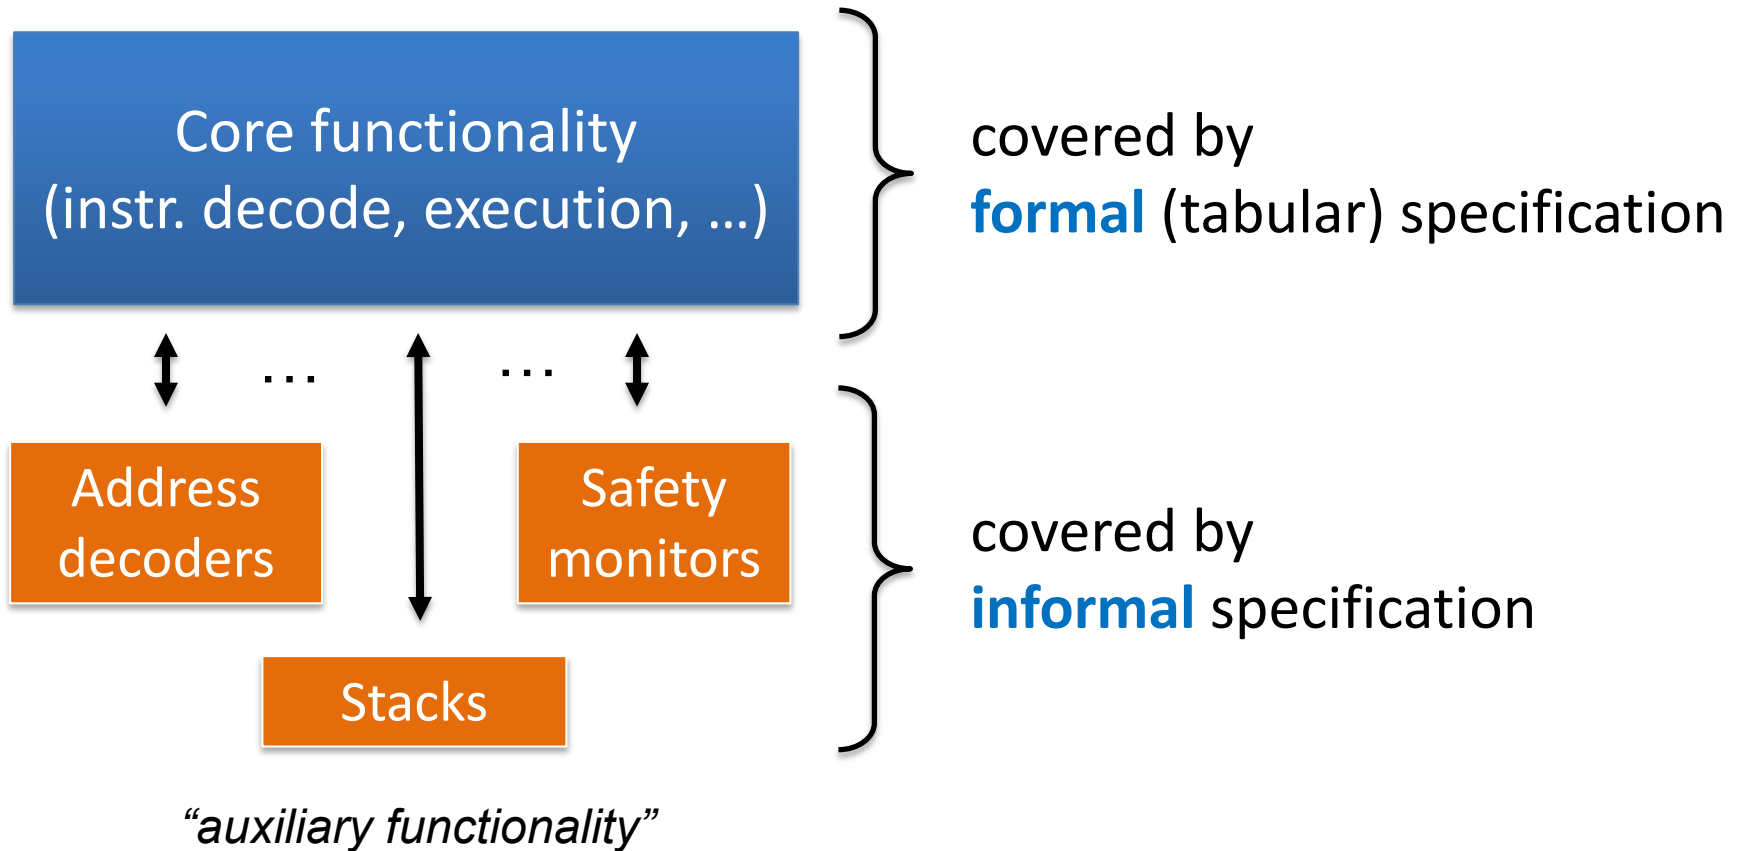 Core functionality
(instr. decode, execution, ...)
covered by
formal (tabular) specification
...
...
Address
decoders
Safety
monitors
covered by
informal specification
Stacks
“auxiliary functionality”